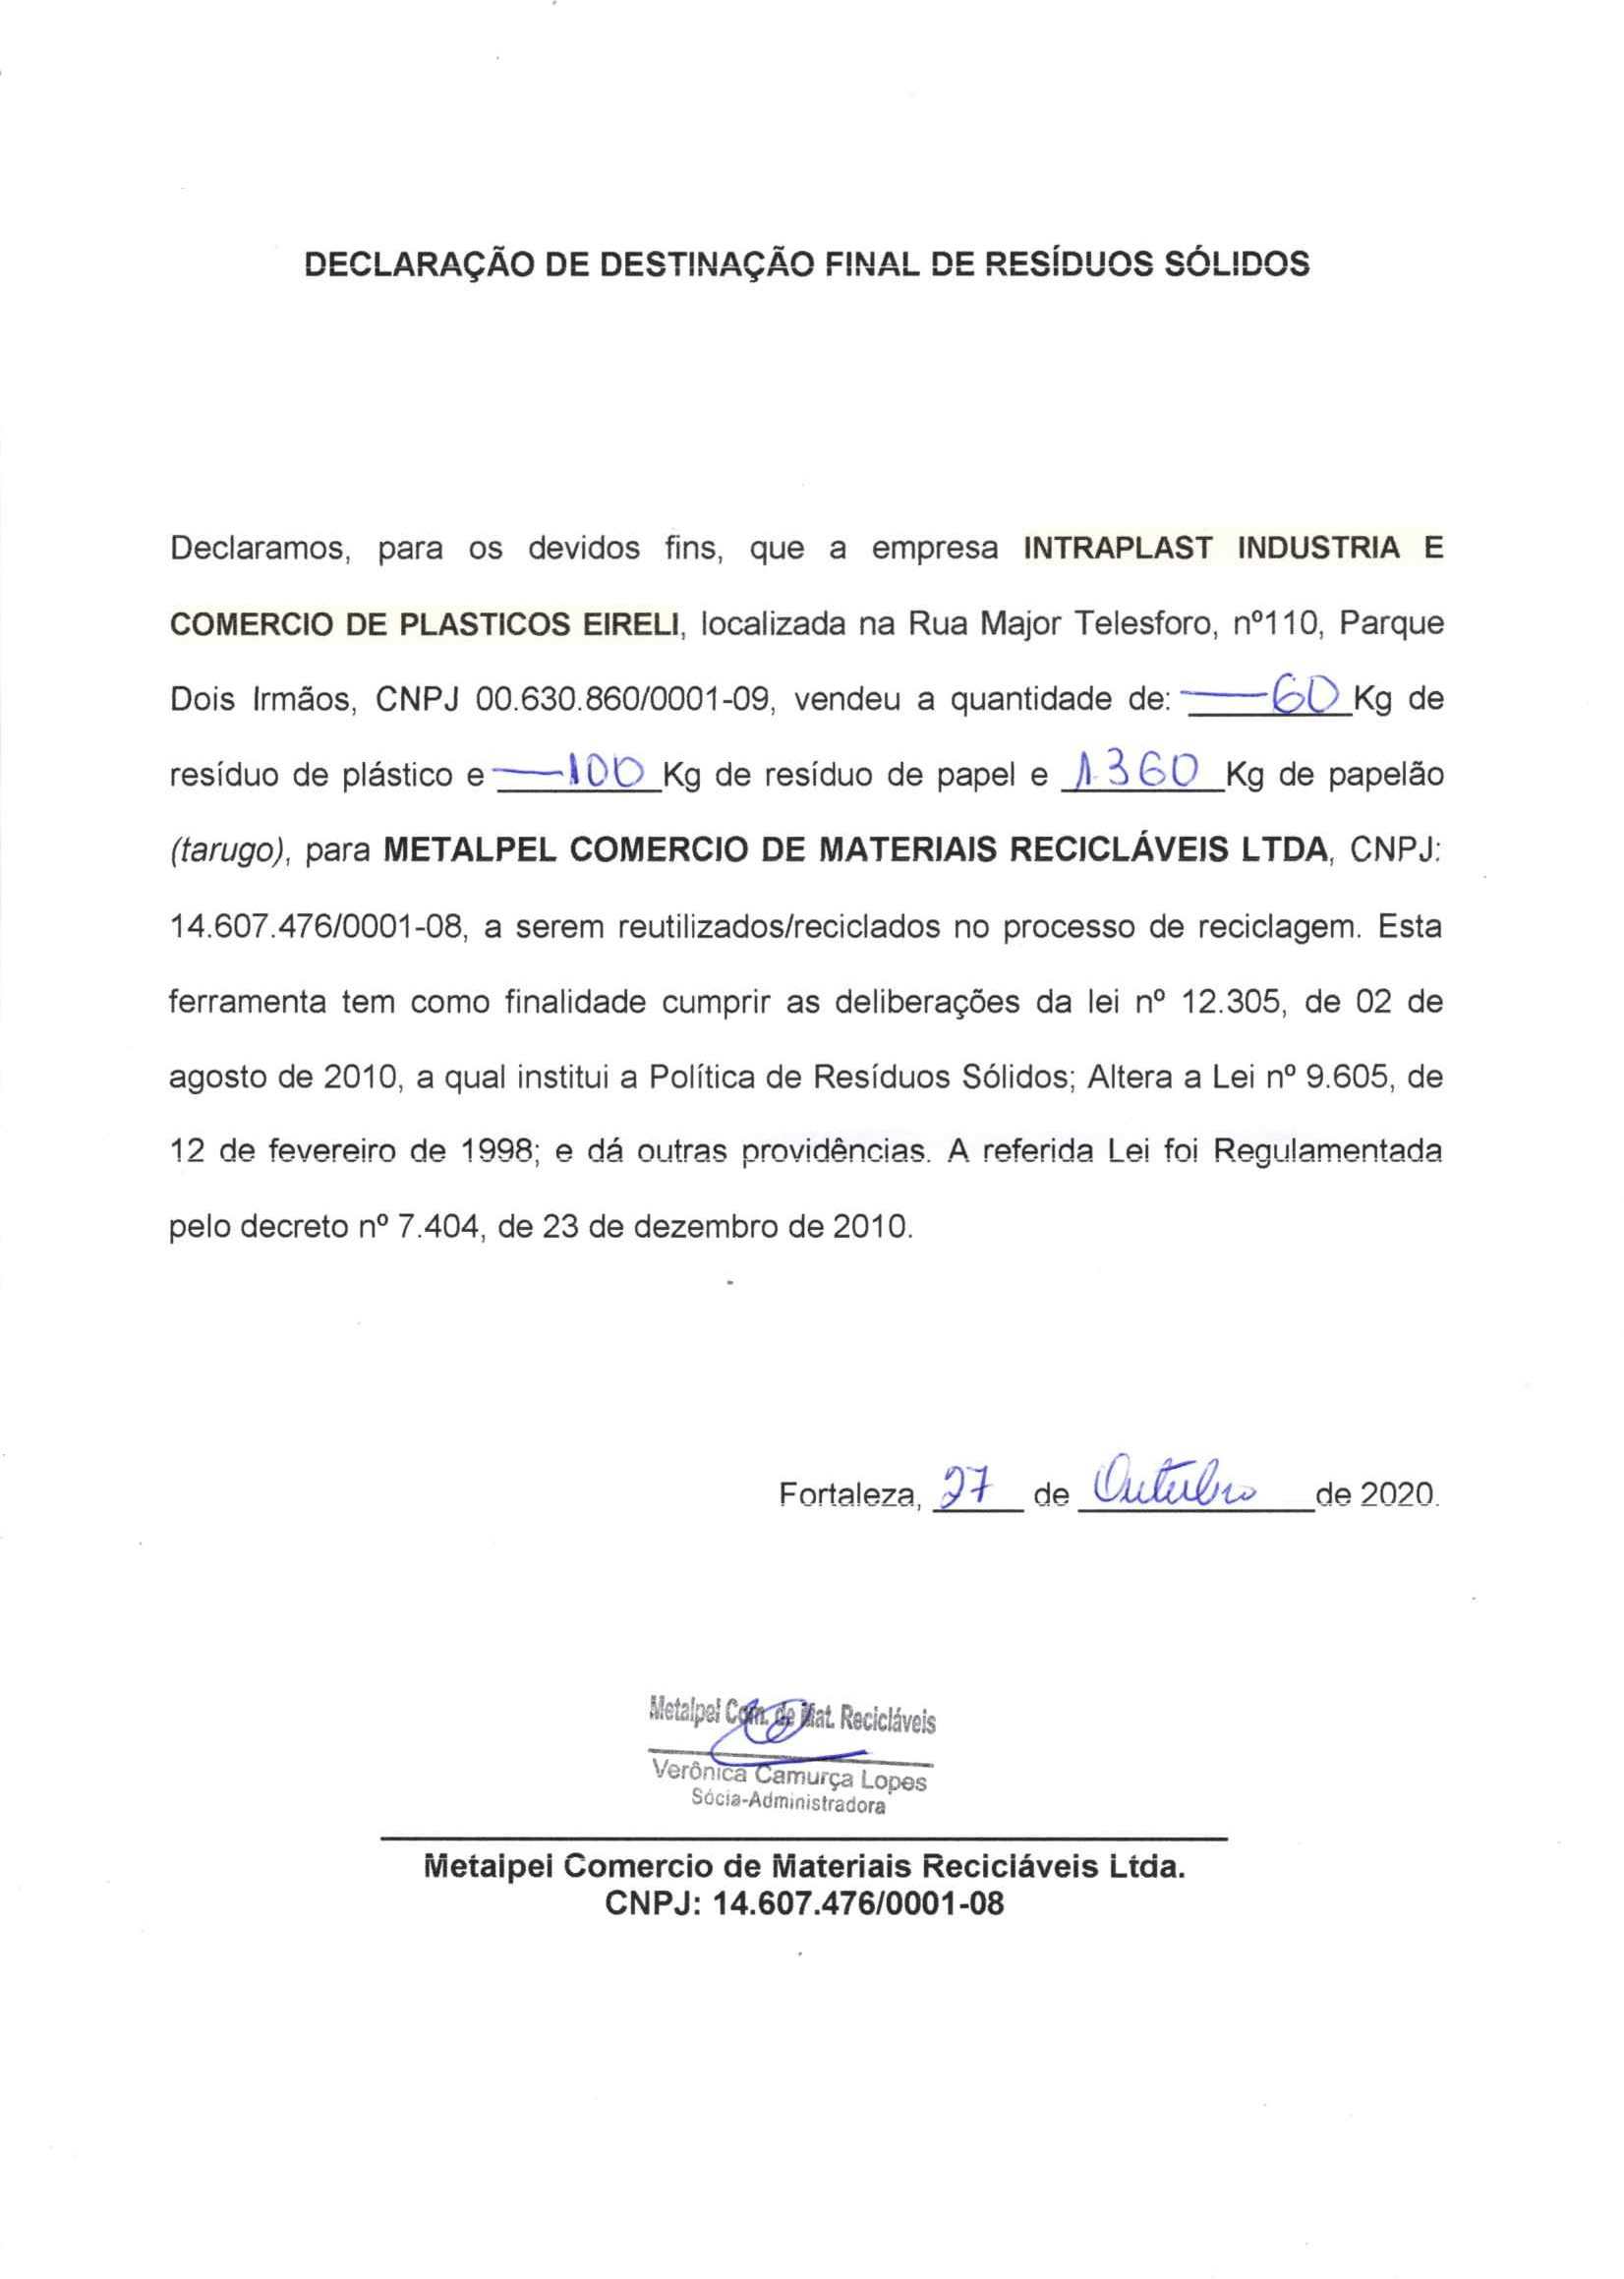 DECLARAÇÃO DE DESTINAÇÃO FINAL DE RESÍDUOS SÓLIDOS
Declaramos, para os devidos fins, que a empresa INTRAPLAST INDUSTRIA E
COMERCIO DE PLASTICOS EIRELI, localizada na Rua Major Telesforo, nº110, Parque
Dois Irmãos, CNPJ 00.630.860/0001-09, vendeu a quantidade de: 60 Kg de
resíduo de plástico e 100 Kg de resíduo de papel e 1.360 Kg de papelão
(tarugo), para METALPEL COMERCIO DE MATERIAIS RECICLÁVEIS LTDA, CNPJ:
14.607.476/0001-08, a serem reutilizados/reciclados no processo de reciclagem. Esta
ferramenta tem como finalidade cumprir as deliberações da lei nº 12.305, de 02 de
agosto de 2010, a qual institui a Política de Resíduos Sólidos; Altera a Lei nº 9.605, de
12 de fevereiro de 1998; e dá outras providências. A referida Lei foi Regulamentada
pelo decreto nº 7.404, de 23 de dezembro de 2010.
Fortaleza, 27 de Outubro de 2020.
Metalpel Com. de Mat. Recicláveis
Verônica Camurça Lopes
Sócia-Administradora
Metalpel Comercio de Materiais Recicláveis Ltda.
CNPJ: 14.607.476/0001-08